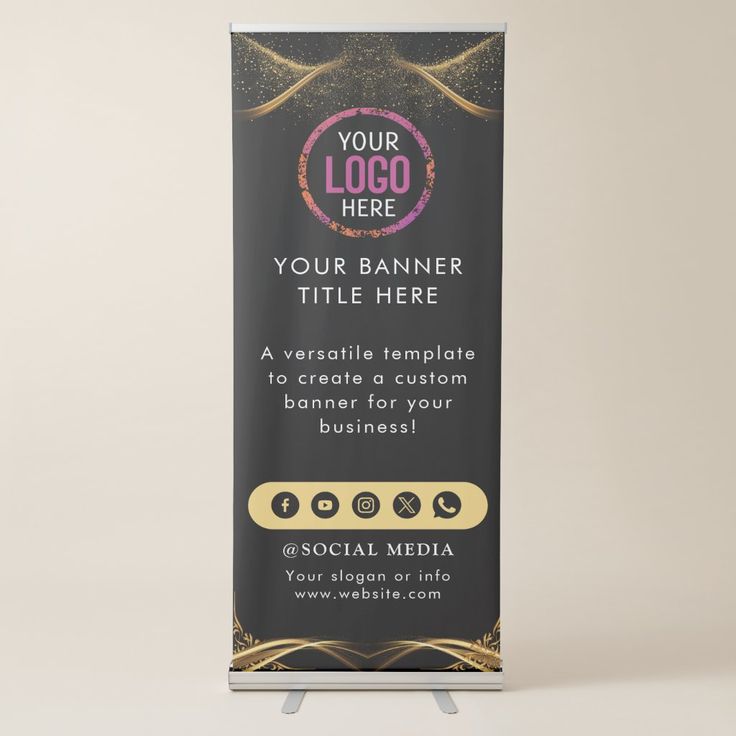 YOUR
LOGO
HERE
YOUR BANNER
TITLE HERE
A versatile template
to create a custom
banner for your
business!
@SOCIAL MEDIA
Your slogan or info
www.website.com